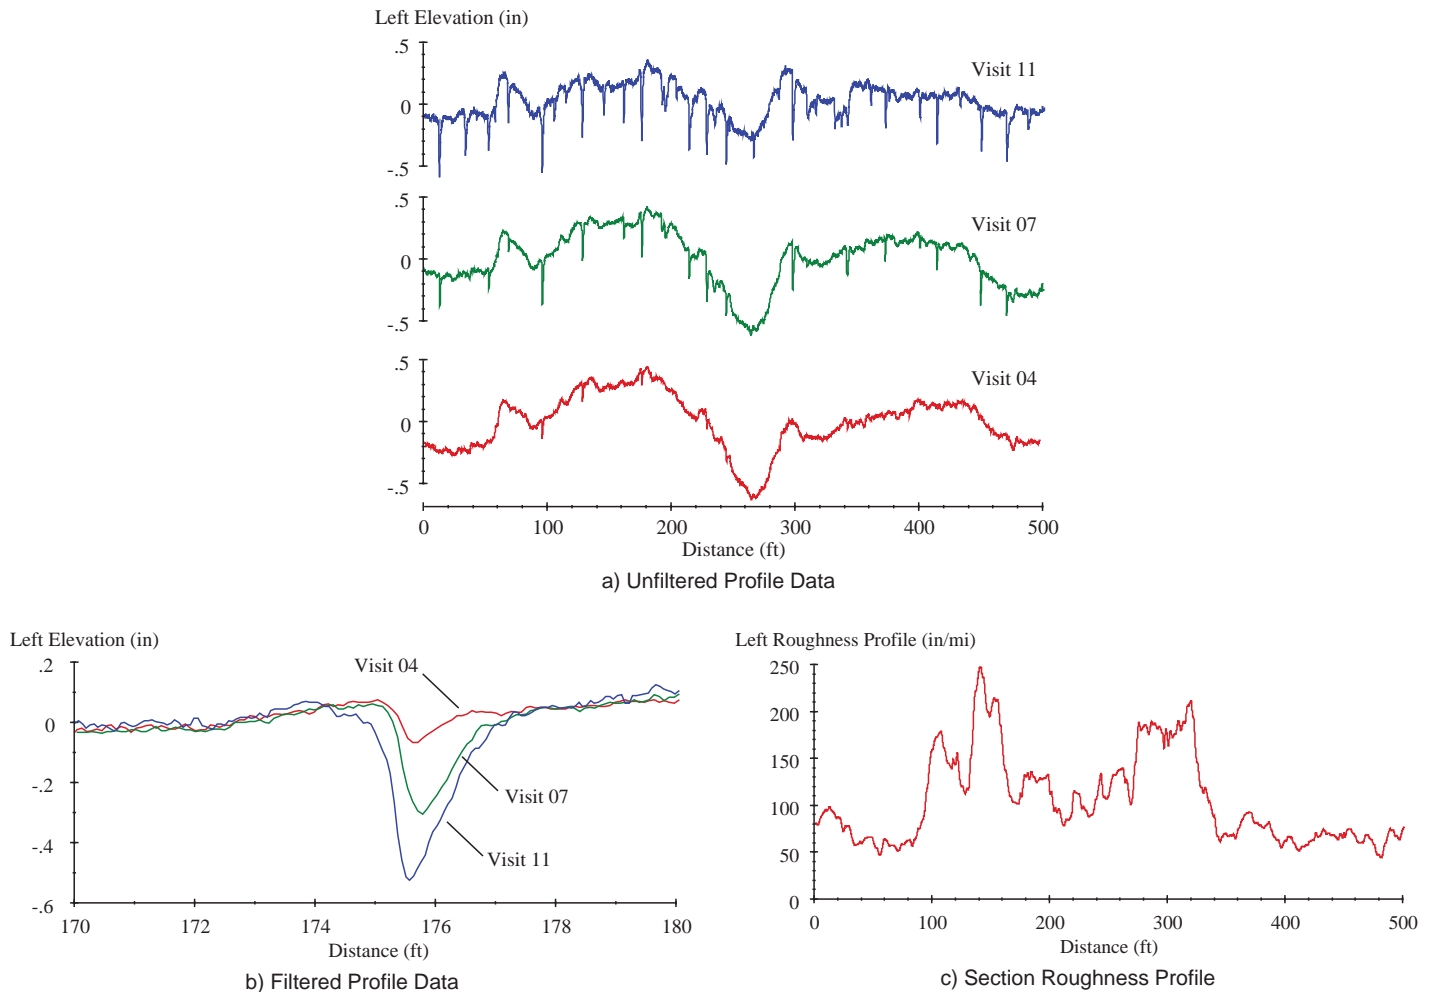 Left Elevation (in)
.5
0
-.5
Visit 11
.5
0
-.5
Visit 07
.5
0
-.5
Visit 04
0 100 200 300 400 500
Distance (ft)
a) Unfiltered Profile Data
Left Elevation (in)
.2
0
-.2
-.4
-.6
Visit 04
Visit 07
Visit 11
170 172 174 176 178 180
Distance (ft)
b) Filtered Profile Data
Left Roughness Profile (in/mi)
250
200
150
100
50
0
0 100 200 300 400 500
Distance (ft)
c) Section Roughness Profile